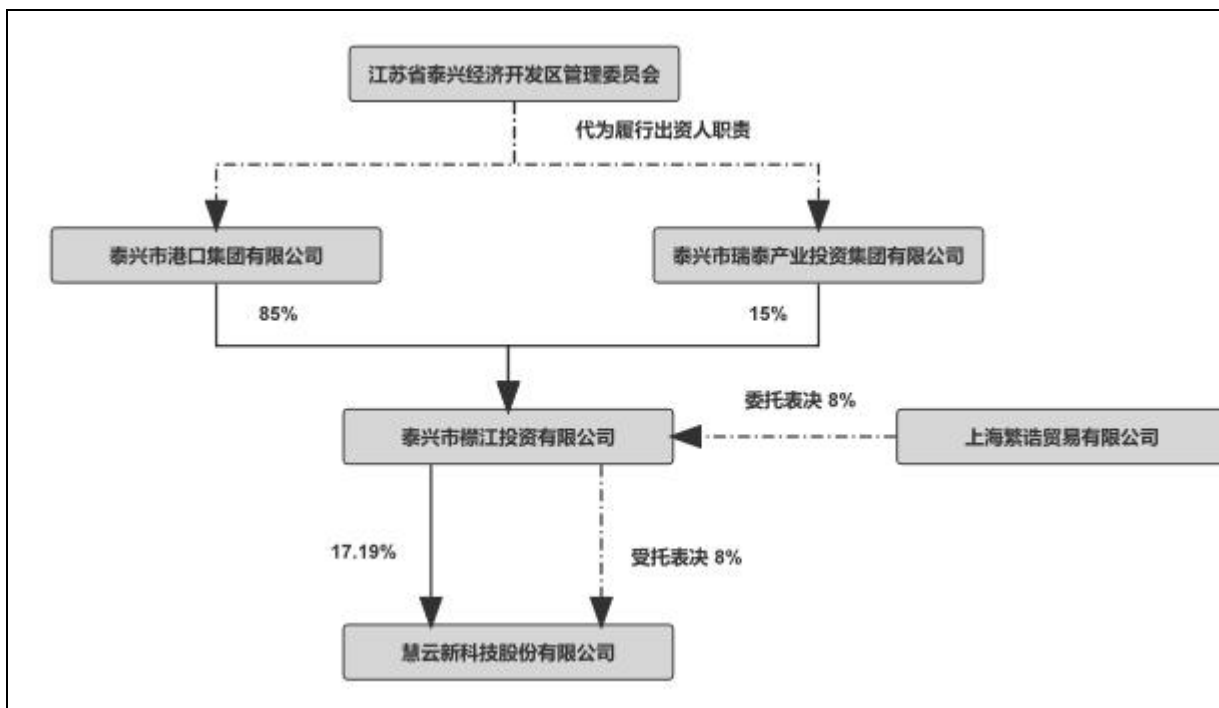 江苏省泰兴经济开发区管理委员会
代为履行出资人职责
泰兴市港口集团有限公司
泰兴市瑞泰产业投资集团有限公司
85%
15%
委托表决 8%
泰兴市襟江投资有限公司
上海繁诰贸易有限公司
17.19%
受托表决 8%
慧云新科技股份有限公司